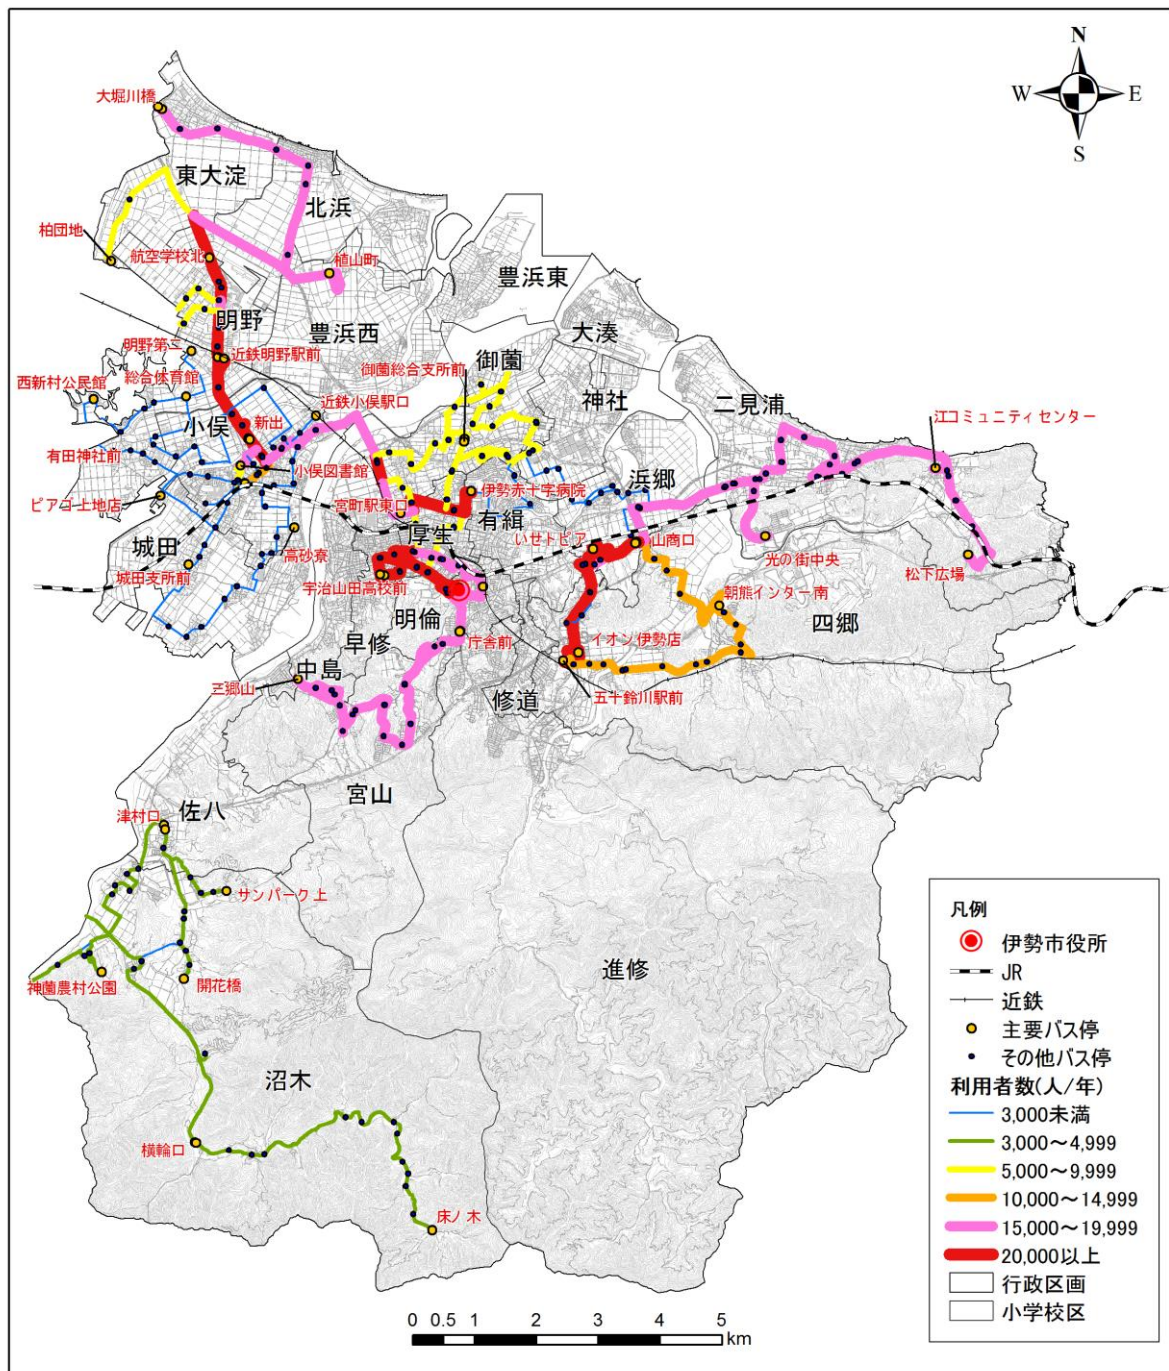 N
W
E
S
大堀川橋
東大淀
北浜
柏団地
航空学校北
植山町
豊浜東
明野
豊浜西
大湊
明野第二
近鉄明野駅前
御薗総合支所前
御薗
西新村公民館
総合体育館
神社
二見浦
近鉄小俣駅口
江コミュニティセンター
小俣
新出
有田神社前
小俣図書館
伊勢赤十字病院
浜郷
ピアゴ上地店
宮町駅東口
有緝
厚生
いせトピア
山商口
城田
高砂寮
光の街中央
松下広場
城田支所前
宇治山田高校前
朝熊インター南
明倫
四郷
早修
庁舎前
イオン伊勢店
中島
三郷山
修道
五十鈴川駅前
宮山
佐八
津村口
サンパーク上
神薗農村公園
開花橋
進修
沼木
横輪口
床ノ木
凡例
伊勢市役所
JR
近鉄
主要バス停
その他バス停
利用者数(人/年)
3,000未満
3,000～4,999
5,000～9,999
10,000～14,999
15,000～19,999
20,000以上
行政区画
小学校区
0 0.5 1 2 3 4 5
km